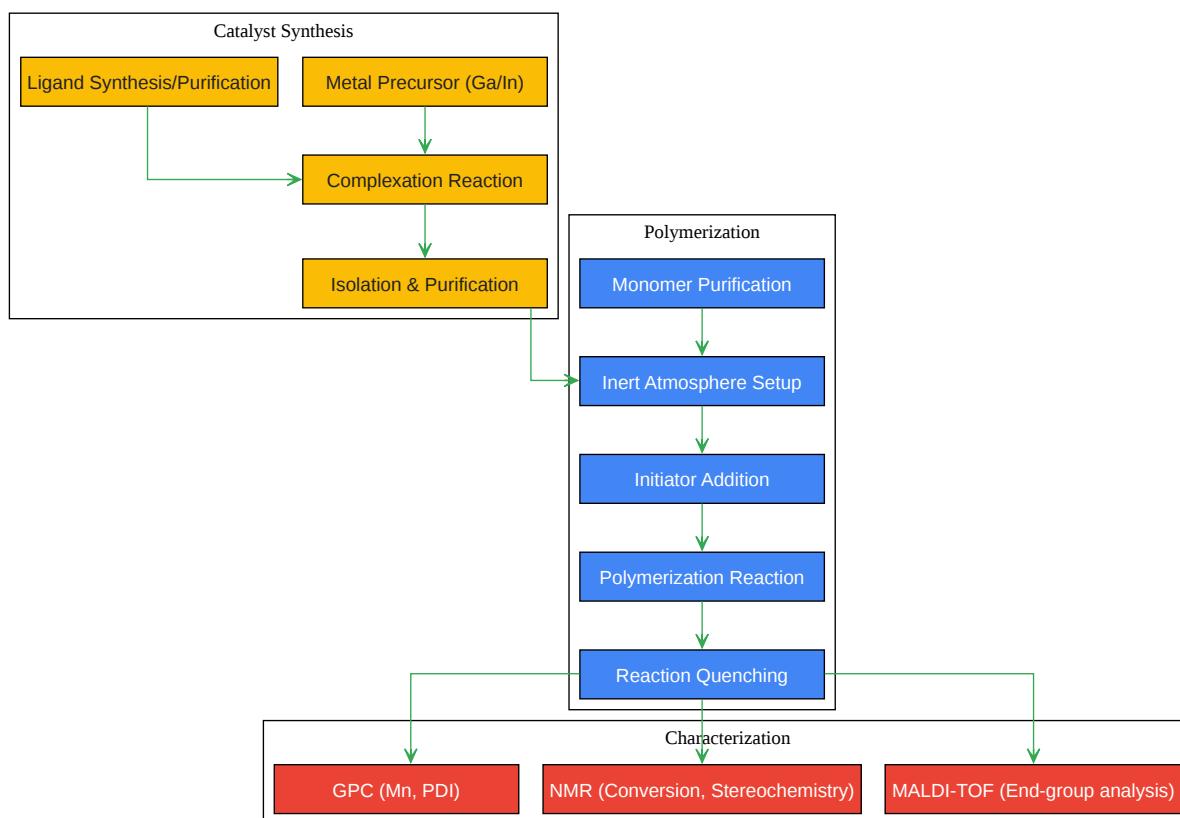 Catalyst Synthesis
Ligand Synthesis/Purification
Metal Precursor (Ga/In)
Complexation Reaction
Isolation & Purification
Polymerization
Monomer Purification
Inert Atmosphere Setup
Initiator Addition
Polymerization Reaction
Reaction Quenching
Characterization
GPC (Mn, PDI)
NMR (Conversion, Stereochemistry)
MALDI-TOF (End-group analysis)